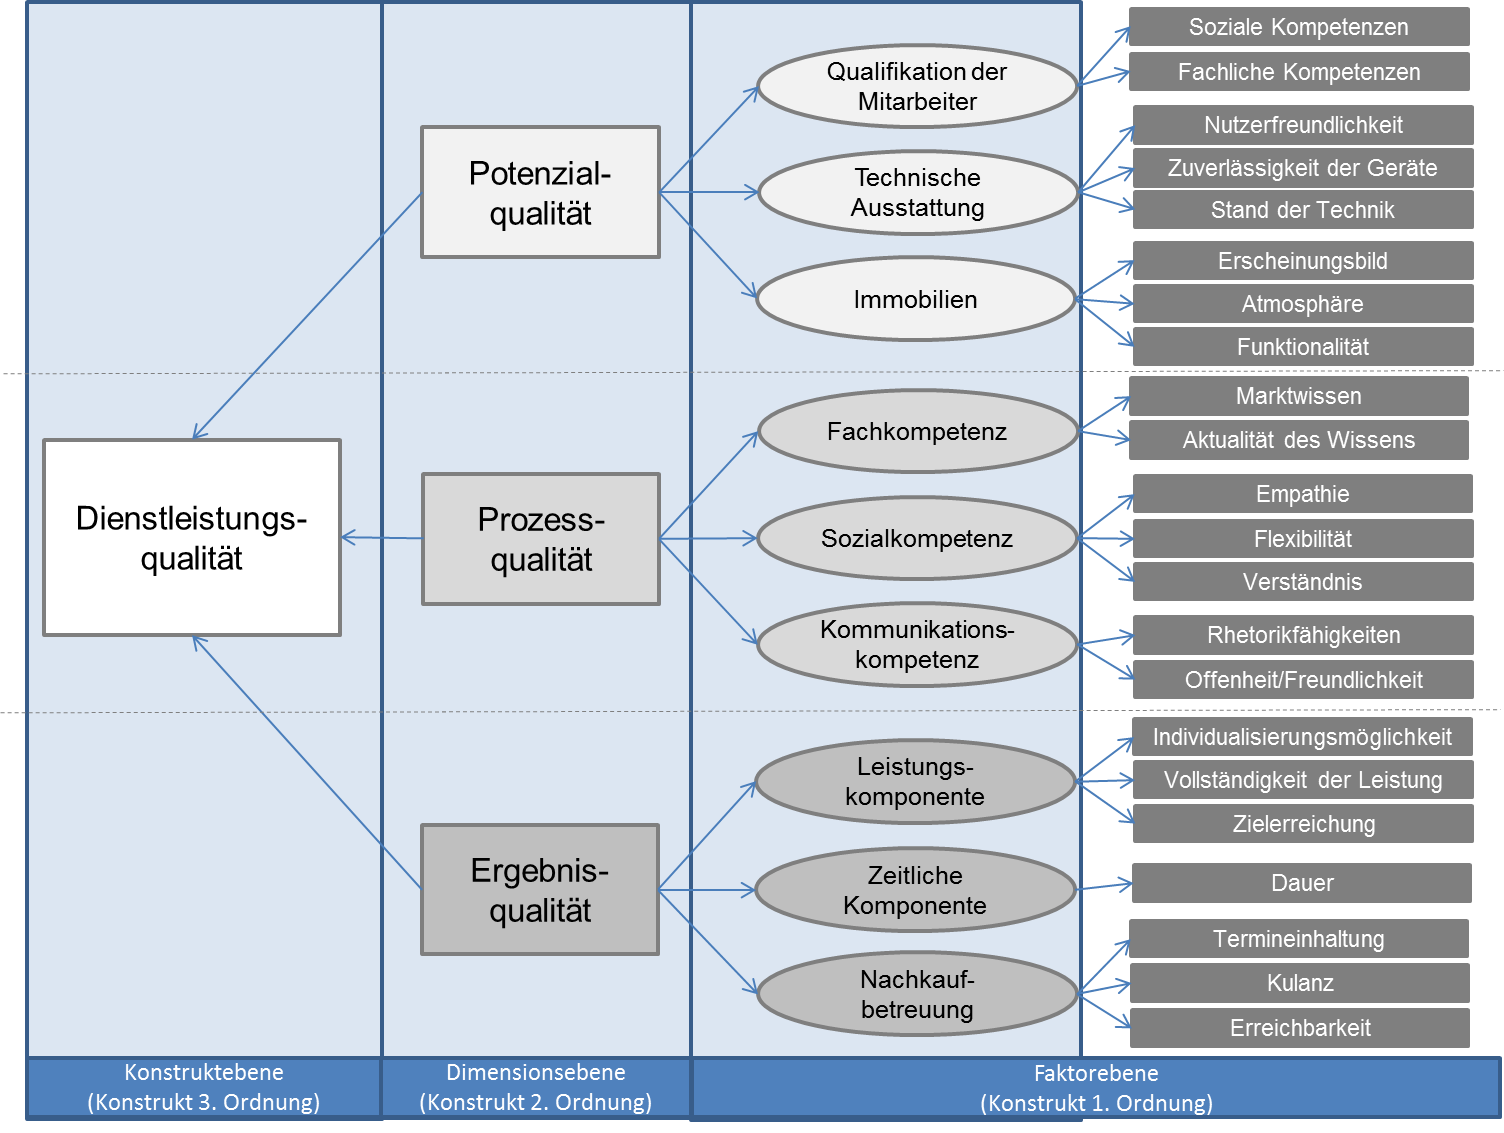 Dienstleistungs-
qualität
Potenzial-
qualität
Qualifikation der
Mitarbeiter
Soziale Kompetenzen
Fachliche Kompetenzen
Technische
Ausstattung
Nutzerfreundlichkeit
Zuverlässigkeit der Geräte
Stand der Technik
Immobilien
Erscheinungsbild
Atmosphäre
Funktionalität
Prozess-
qualität
Fachkompetenz
Marktwissen
Aktualität des Wissens
Sozialkompetenz
Empathie
Flexibilität
Verständnis
Kommunikations-
kompetenz
Rhetorikfähigkeiten
Offenheit/Freundlichkeit
Ergebnis-
qualität
Leistungs-
komponente
Individualisierungsmöglichkeit
Vollständigkeit der Leistung
Zielerreichung
Zeitliche
Komponente
Dauer
Nachkauf-
betreuung
Termineinhaltung
Kulanz
Erreichbarkeit
Konstruktebene
(Konstrukt 3. Ordnung)
Dimensionsebene
(Konstrukt 2. Ordnung)
Faktorebene
(Konstrukt 1. Ordnung)